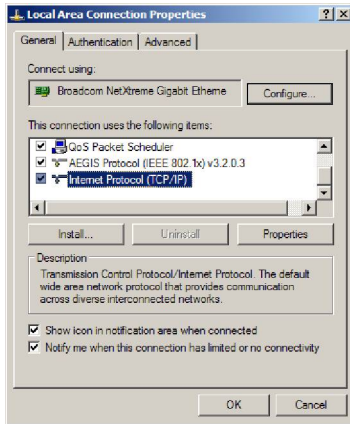 Local Area Connection Properties
General Authentication Advanced
Connect using:
Broadcom NetXtreme Gigabit Etherne Configure...
This connection uses the following items:
QoS Packet Scheduler
AEGIS Protocol (IEEE 802.1x) v3.2.0.3
Internet Protocol (TCP/IP)
Install... Uninstall Properties
Description
Transmission Control Protocol/Internet Protocol. The default
wide area network protocol that provides communication
across diverse interconnected networks.
Show icon in notification area when connected
Notify me when this connection has limited or no connectivity
OK Cancel